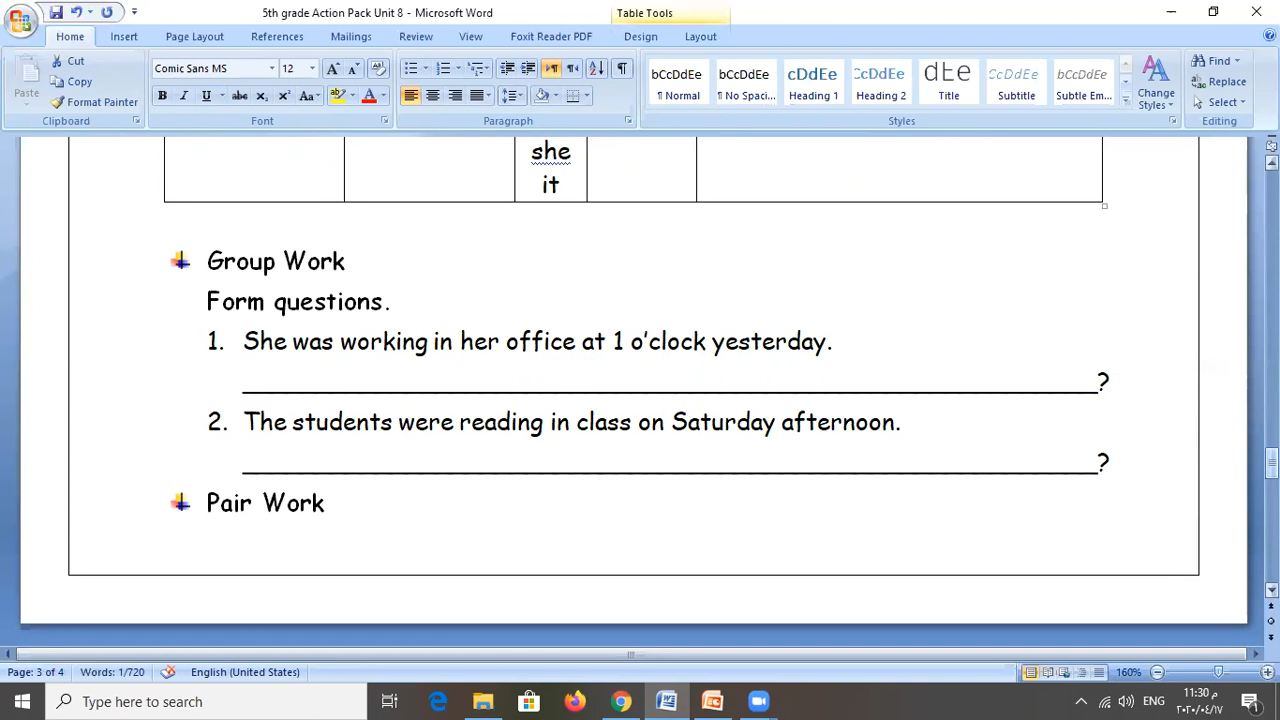 5th grade Action Pack Unit 8 - Microsoft Word
Table Tools
Home
Insert
Page Layout
References
Mailings
Review
View
Foxit Reader PDF
Design
Layout
Paste
Cut
Copy
Format Painter
Clipboard
Comic Sans MS
12
Font
Paragraph
bCcDdEe
¶ Normal
bCcDdEe
¶ No Spaci...
cDdEe
Heading 1
CcDdEe
Heading 2
dEe
Title
CcDdEe
Subtitle
bCcDdEe
Subtle Em...
Change Styles
Styles
Find
Replace
Select
Editing
she
it
Group Work
Form questions.
1. She was working in her office at 1 o'clock yesterday.
?
2. The students were reading in class on Saturday afternoon.
?
Pair Work
Page: 3 of 4
Words: 1/720
English (United States)
160%
Type here to search
ENG
م 11:30
٢٠٢٠/٠٤/١٧